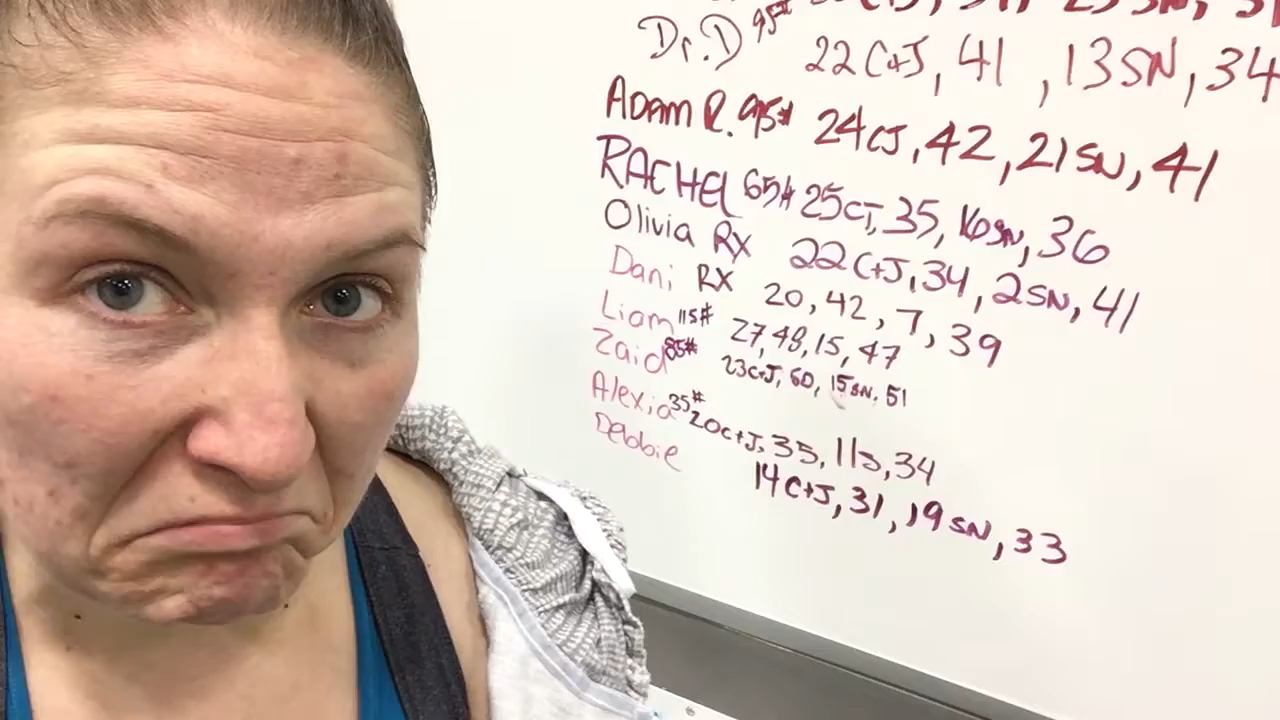 Dr. D 95# 22 C+J, 41, 13 SN, 34
ADAM R. 95# 24 CJ, 42, 21 SN, 41
RACHEL 65# 25 CJ, 35, 16 SN, 36
Olivia RX 22 C+J, 34, 2 SN, 41
Dani RX 20, 42, 7, 39
Liam 115# 27, 48, 15, 47
Zaid 85# 23 C+J, 60, 15 SN, 51
Alexia 35# 20 C+J, 35, 11 S, 34
Debbie 14 C+J, 31, 19 SN, 33